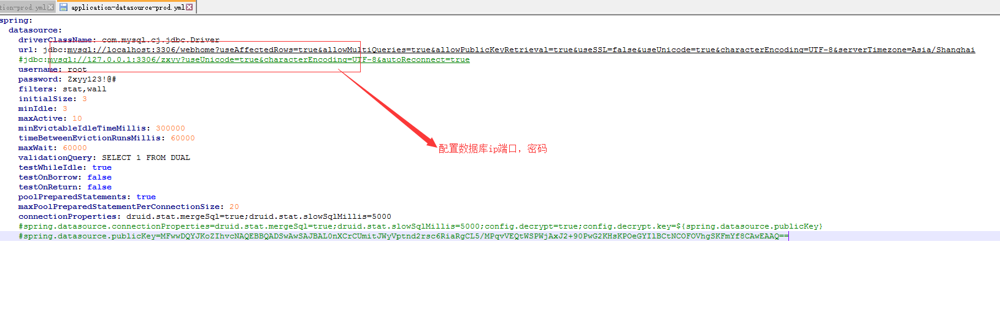 tion-prod.yml application-datasource-prod.yml
spring:
datasource:
driverClassName: com.mysql.cj.jdbc.Driver
url: jdbc:mysql://localhost:3306/webhome?useAffectedRows=true&allowMultiQueries=true&allowPublicKeyRetrieval=true&useSSL=false&useUnicode=true&characterEncoding=UTF-8&serverTimezone=Asia/Shanghai
#jdbc:mysql://127.0.0.1:3306/zxyy?useUnicode=true&characterEncoding=UTF-8&autoReconnect=true
username: root
password: Zxyy123!@#
filters: stat,wall
initialSize: 3
minIdle: 3
maxActive: 10
minEvictableIdleTimeMillis: 300000
timeBetweenEvictionRunsMillis: 60000
maxWait: 60000
配置数据库ip端口，密码
validationQuery: SELECT 1 FROM DUAL
testWhileIdle: true
testOnBorrow: false
testOnReturn: false
poolPreparedStatements: true
maxPoolPreparedStatementPerConnectionSize: 20
connectionProperties: druid.stat.mergeSql=true;druid.stat.slowSqlMillis=5000
#spring.datasource.connectionProperties=druid.stat.mergeSql=true;druid.stat.slowSqlMillis=5000;config.decrypt=true;config.decrypt.key=${spring.datasource.publicKey}
#spring.datasource.publicKey=MFwwDQYJKoZIhvcNAQEBBQADSwAwSAJBAL0nXCrCUmitJWyVptnd2rsc6RiaRgCL5/MPqvVEQtWSPWjAxJ2+90PwG2KHsKPOeGYIlBCtNCOFOVhgSKFmYf8CAwEAAQ==